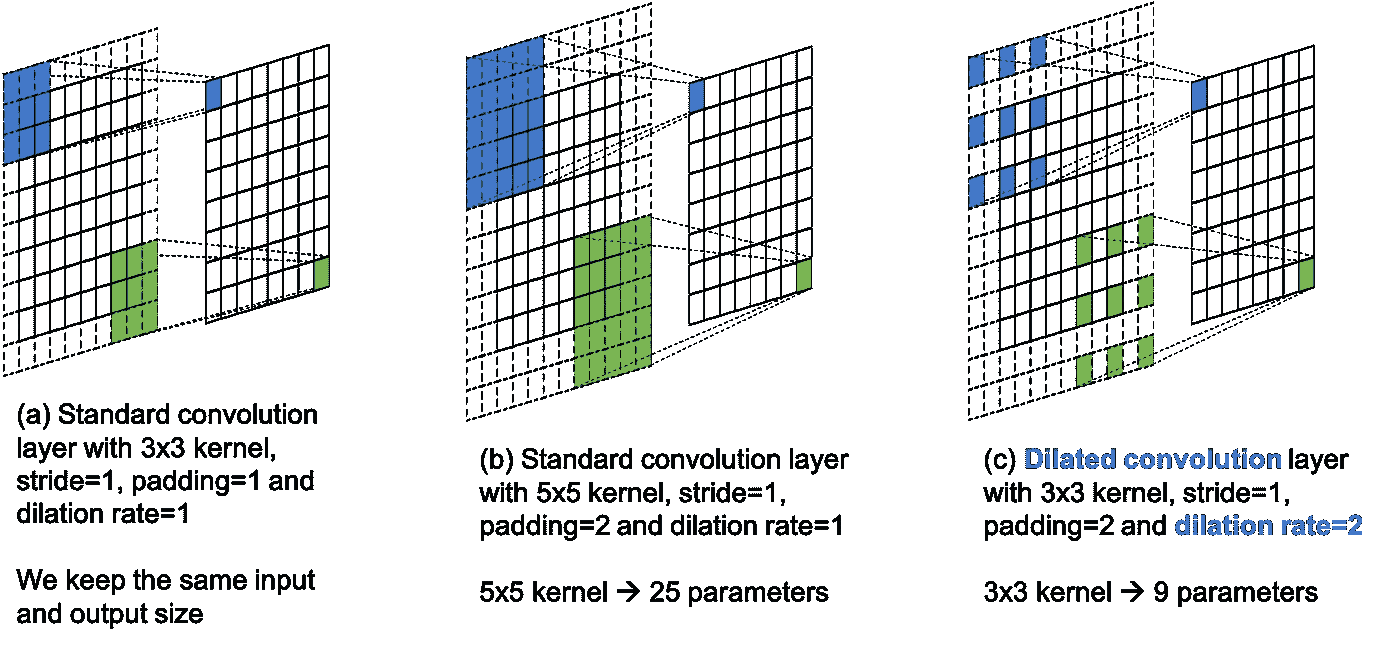 (a) Standard convolution
layer with 3x3 kernel,
stride=1, padding=1 and
dilation rate=1
We keep the same input
and output size
(b) Standard convolution layer
with 5x5 kernel, stride=1,
padding=2 and dilation rate=1
5x5 kernel → 25 parameters
(c) Dilated convolution layer
with 3x3 kernel, stride=1,
padding=2 and dilation rate=2
3x3 kernel → 9 parameters